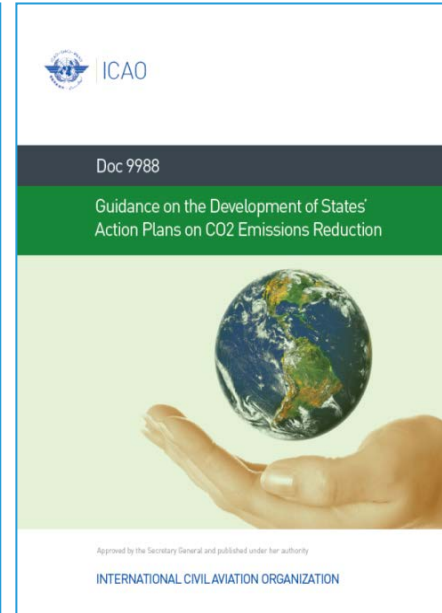 ICAO
Doc 9988
Guidance on the Development of States'
Action Plans on CO2 Emissions Reduction
Approved by the Secretary General and published under her authority
INTERNATIONAL CIVIL AVIATION ORGANIZATION